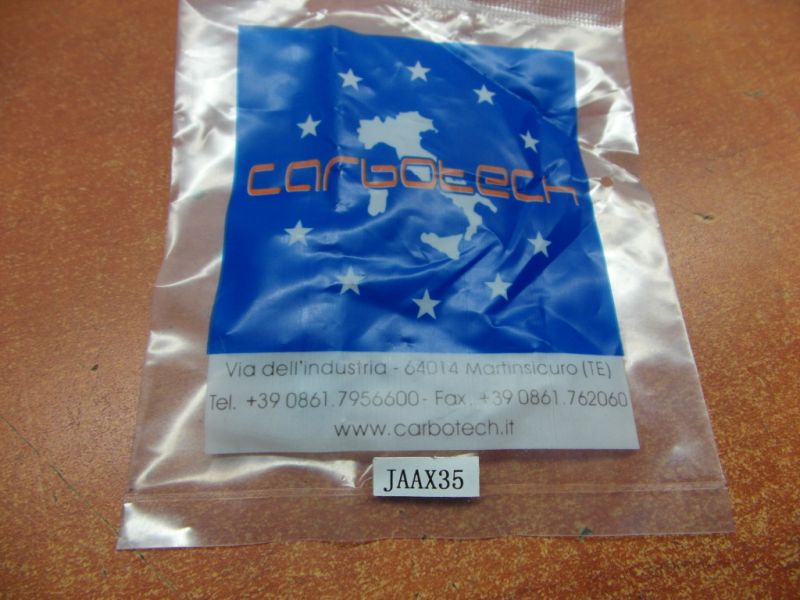 carbotech
Via dell'industria - 64014 Martinsicuro (TE)
Tel. +39 0861.7956600 - Fax. +39 0861.762060
www.carbotech.it
JAAX35